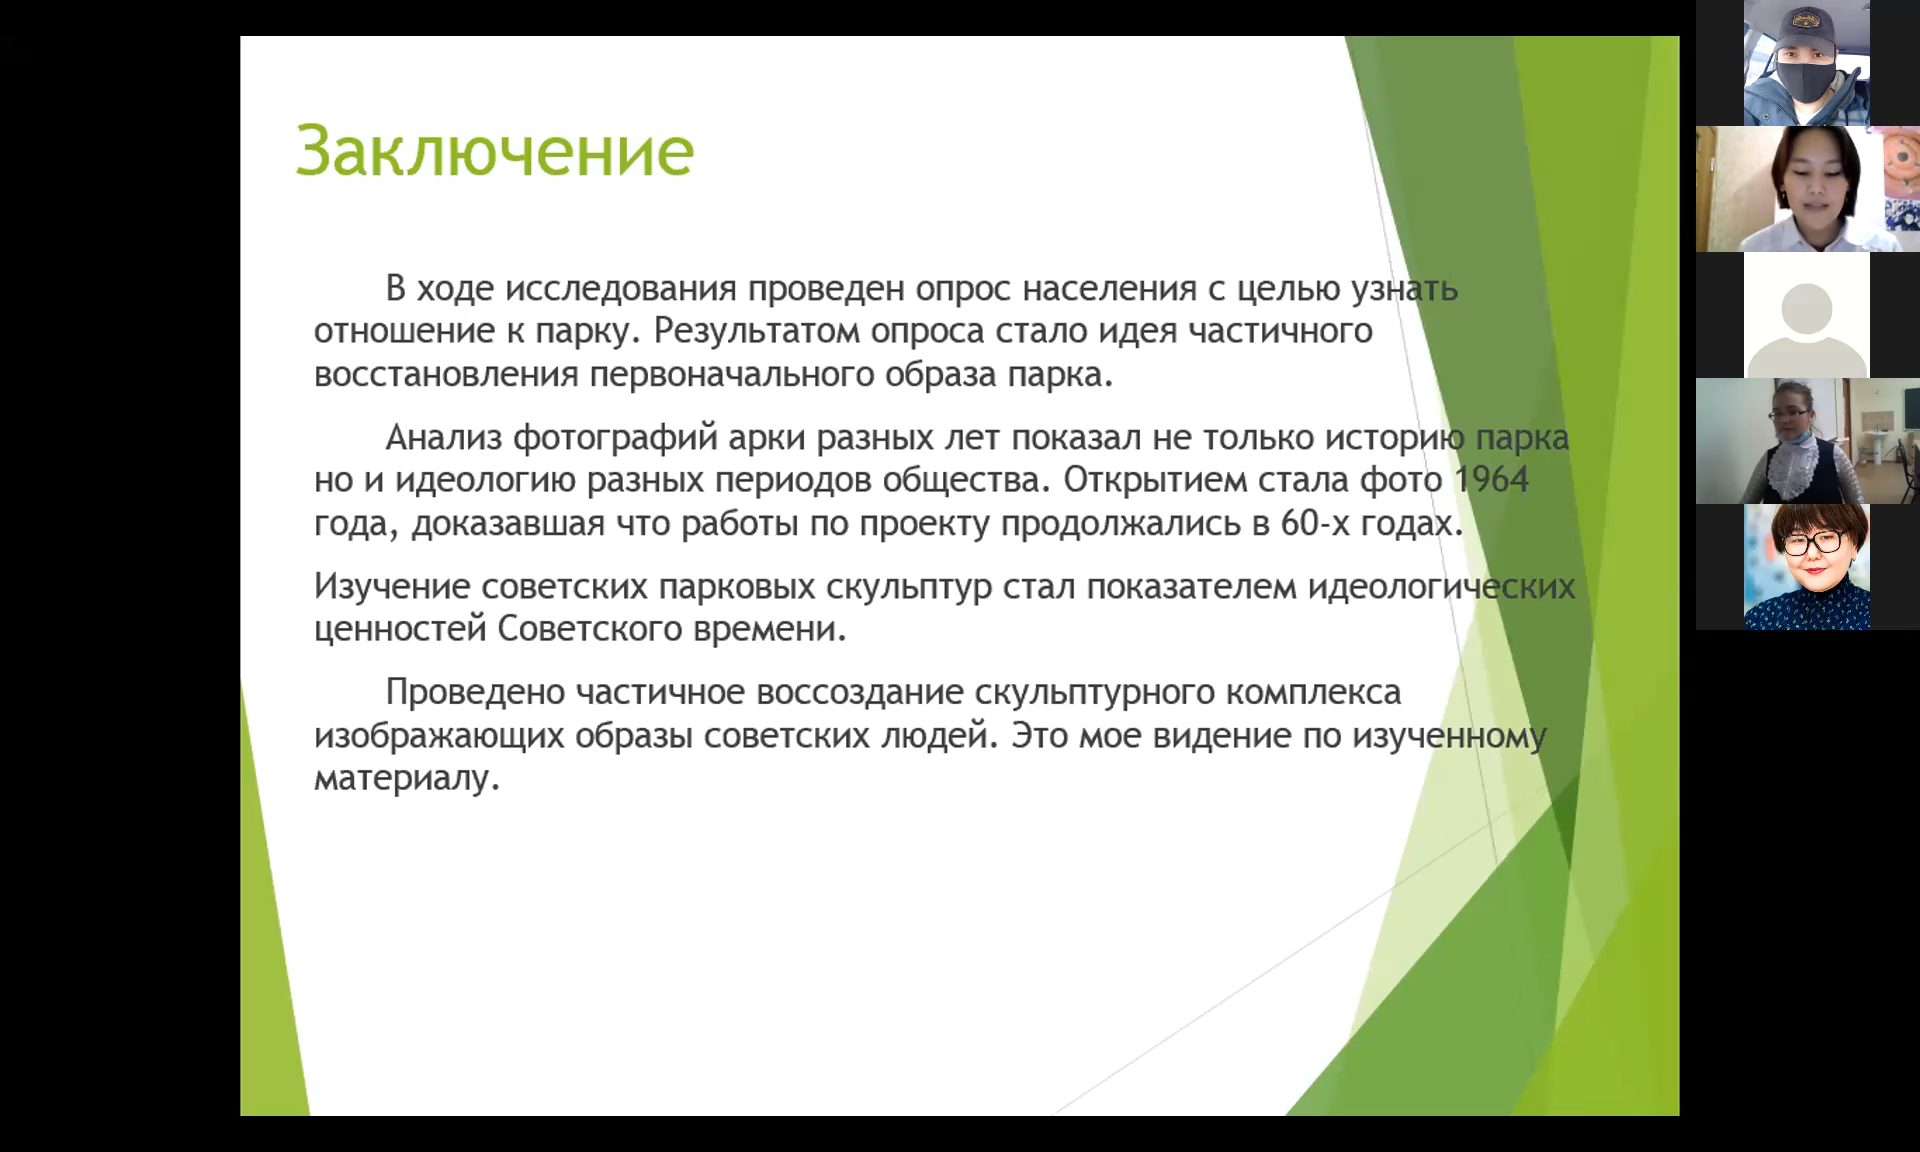 Заключение
В ходе исследования проведен опрос населения с целью узнать
отношение к парку. Результатом опроса стало идея частичного
восстановления первоначального образа парка.
Анализ фотографий арки разных лет показал не только историю парка
но и идеологию разных периодов общества. Открытием стала фото 1964
года, доказавшая что работы по проекту продолжались в 60-х годах.
Изучение советских парковых скульптур стал показателем идеологических
ценностей Советского времени.
Проведено частичное воссоздание скульптурного комплекса
изображающих образы советских людей. Это мое видение по изученному
материалу.